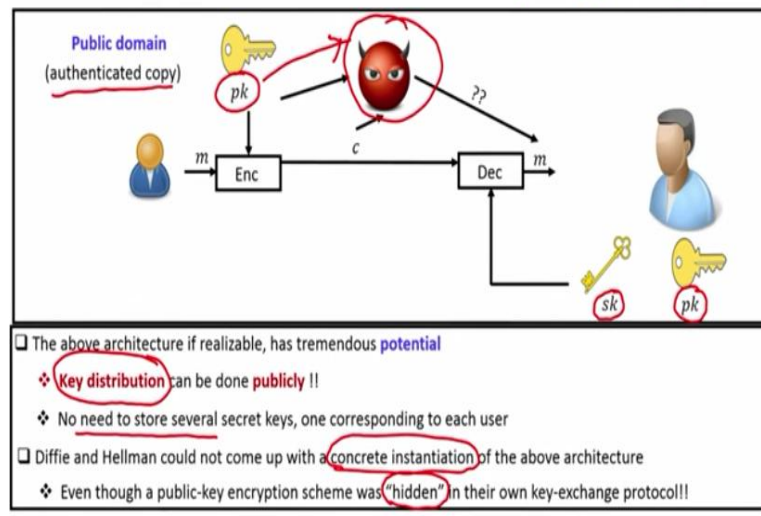 Public domain
(authenticated copy)
pk
??
m
Enc
c
Dec
m
sk
pk
The above architecture if realizable, has tremendous potential
Key distribution can be done publicly !!
No need to store several secret keys, one corresponding to each user
Diffie and Hellman could not come up with a concrete instantiation of the above architecture
Even though a public-key encryption scheme was "hidden" in their own key-exchange protocol!!